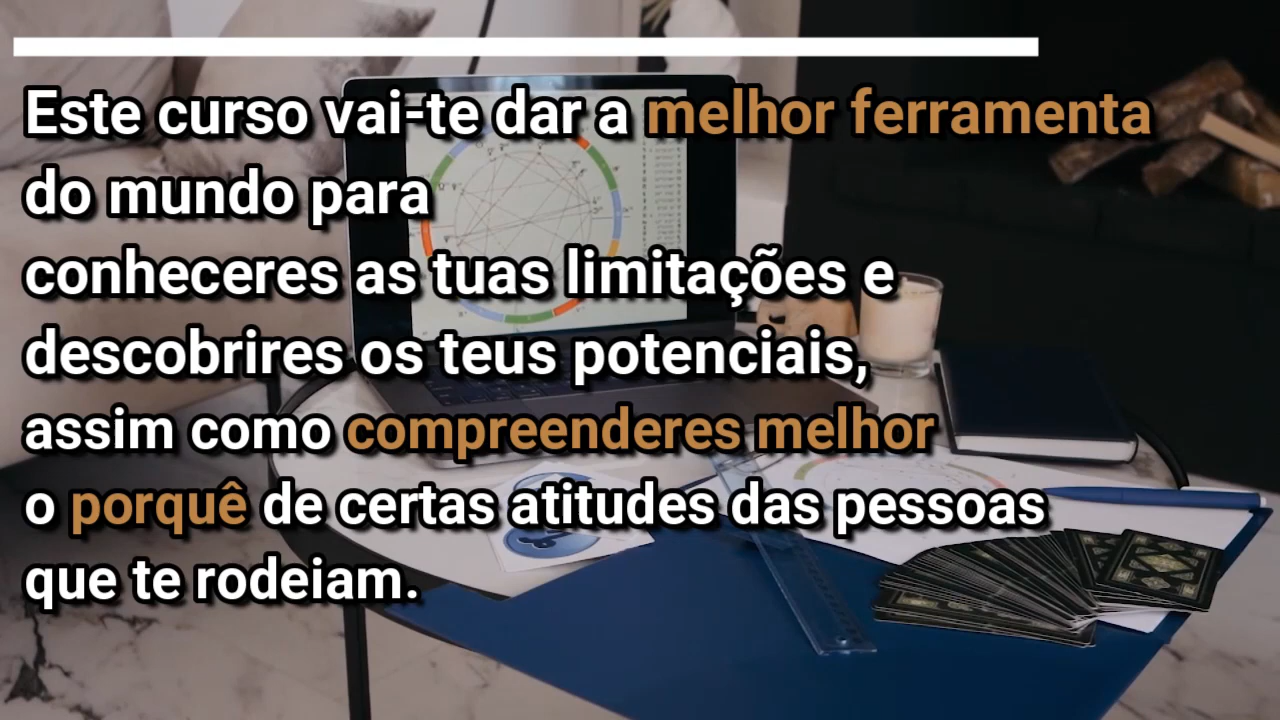 Este curso vai-te dar a melhor ferramenta
do mundo para
conheceres as tuas limitações e
descobrires os teus potenciais,
assim como compreenderes melhor
o porquê de certas atitudes das pessoas
que te rodeiam.